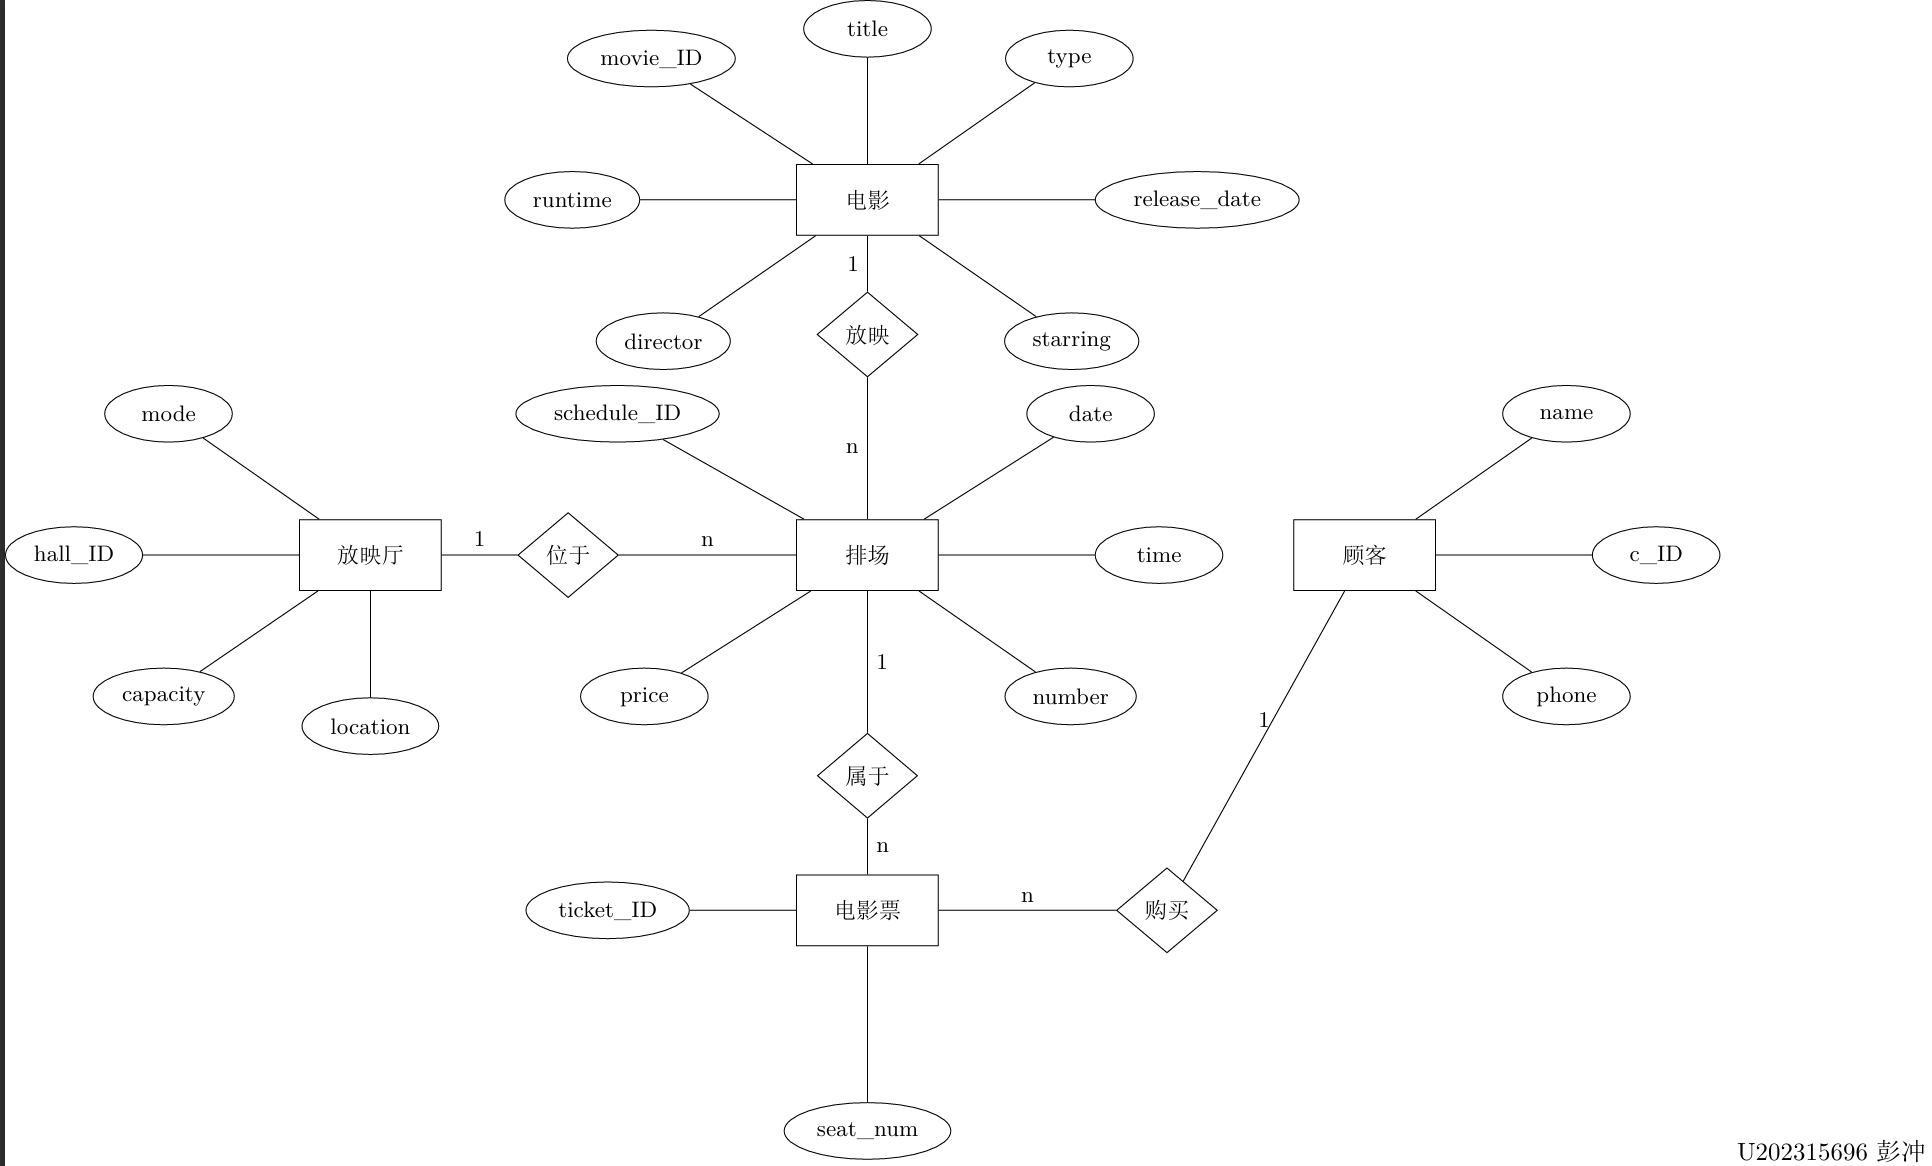 title
movie_ID
type
runtime
电影
release_date
1
director
放映
starring
mode
schedule_ID
date
name
n
hall_ID
放映厅
1
位于
n
排场
time
顾客
c_ID
capacity
location
price
1
number
1
phone
属于
n
ticket_ID
电影票
n
购买
seat_num
U202315696 彭冲